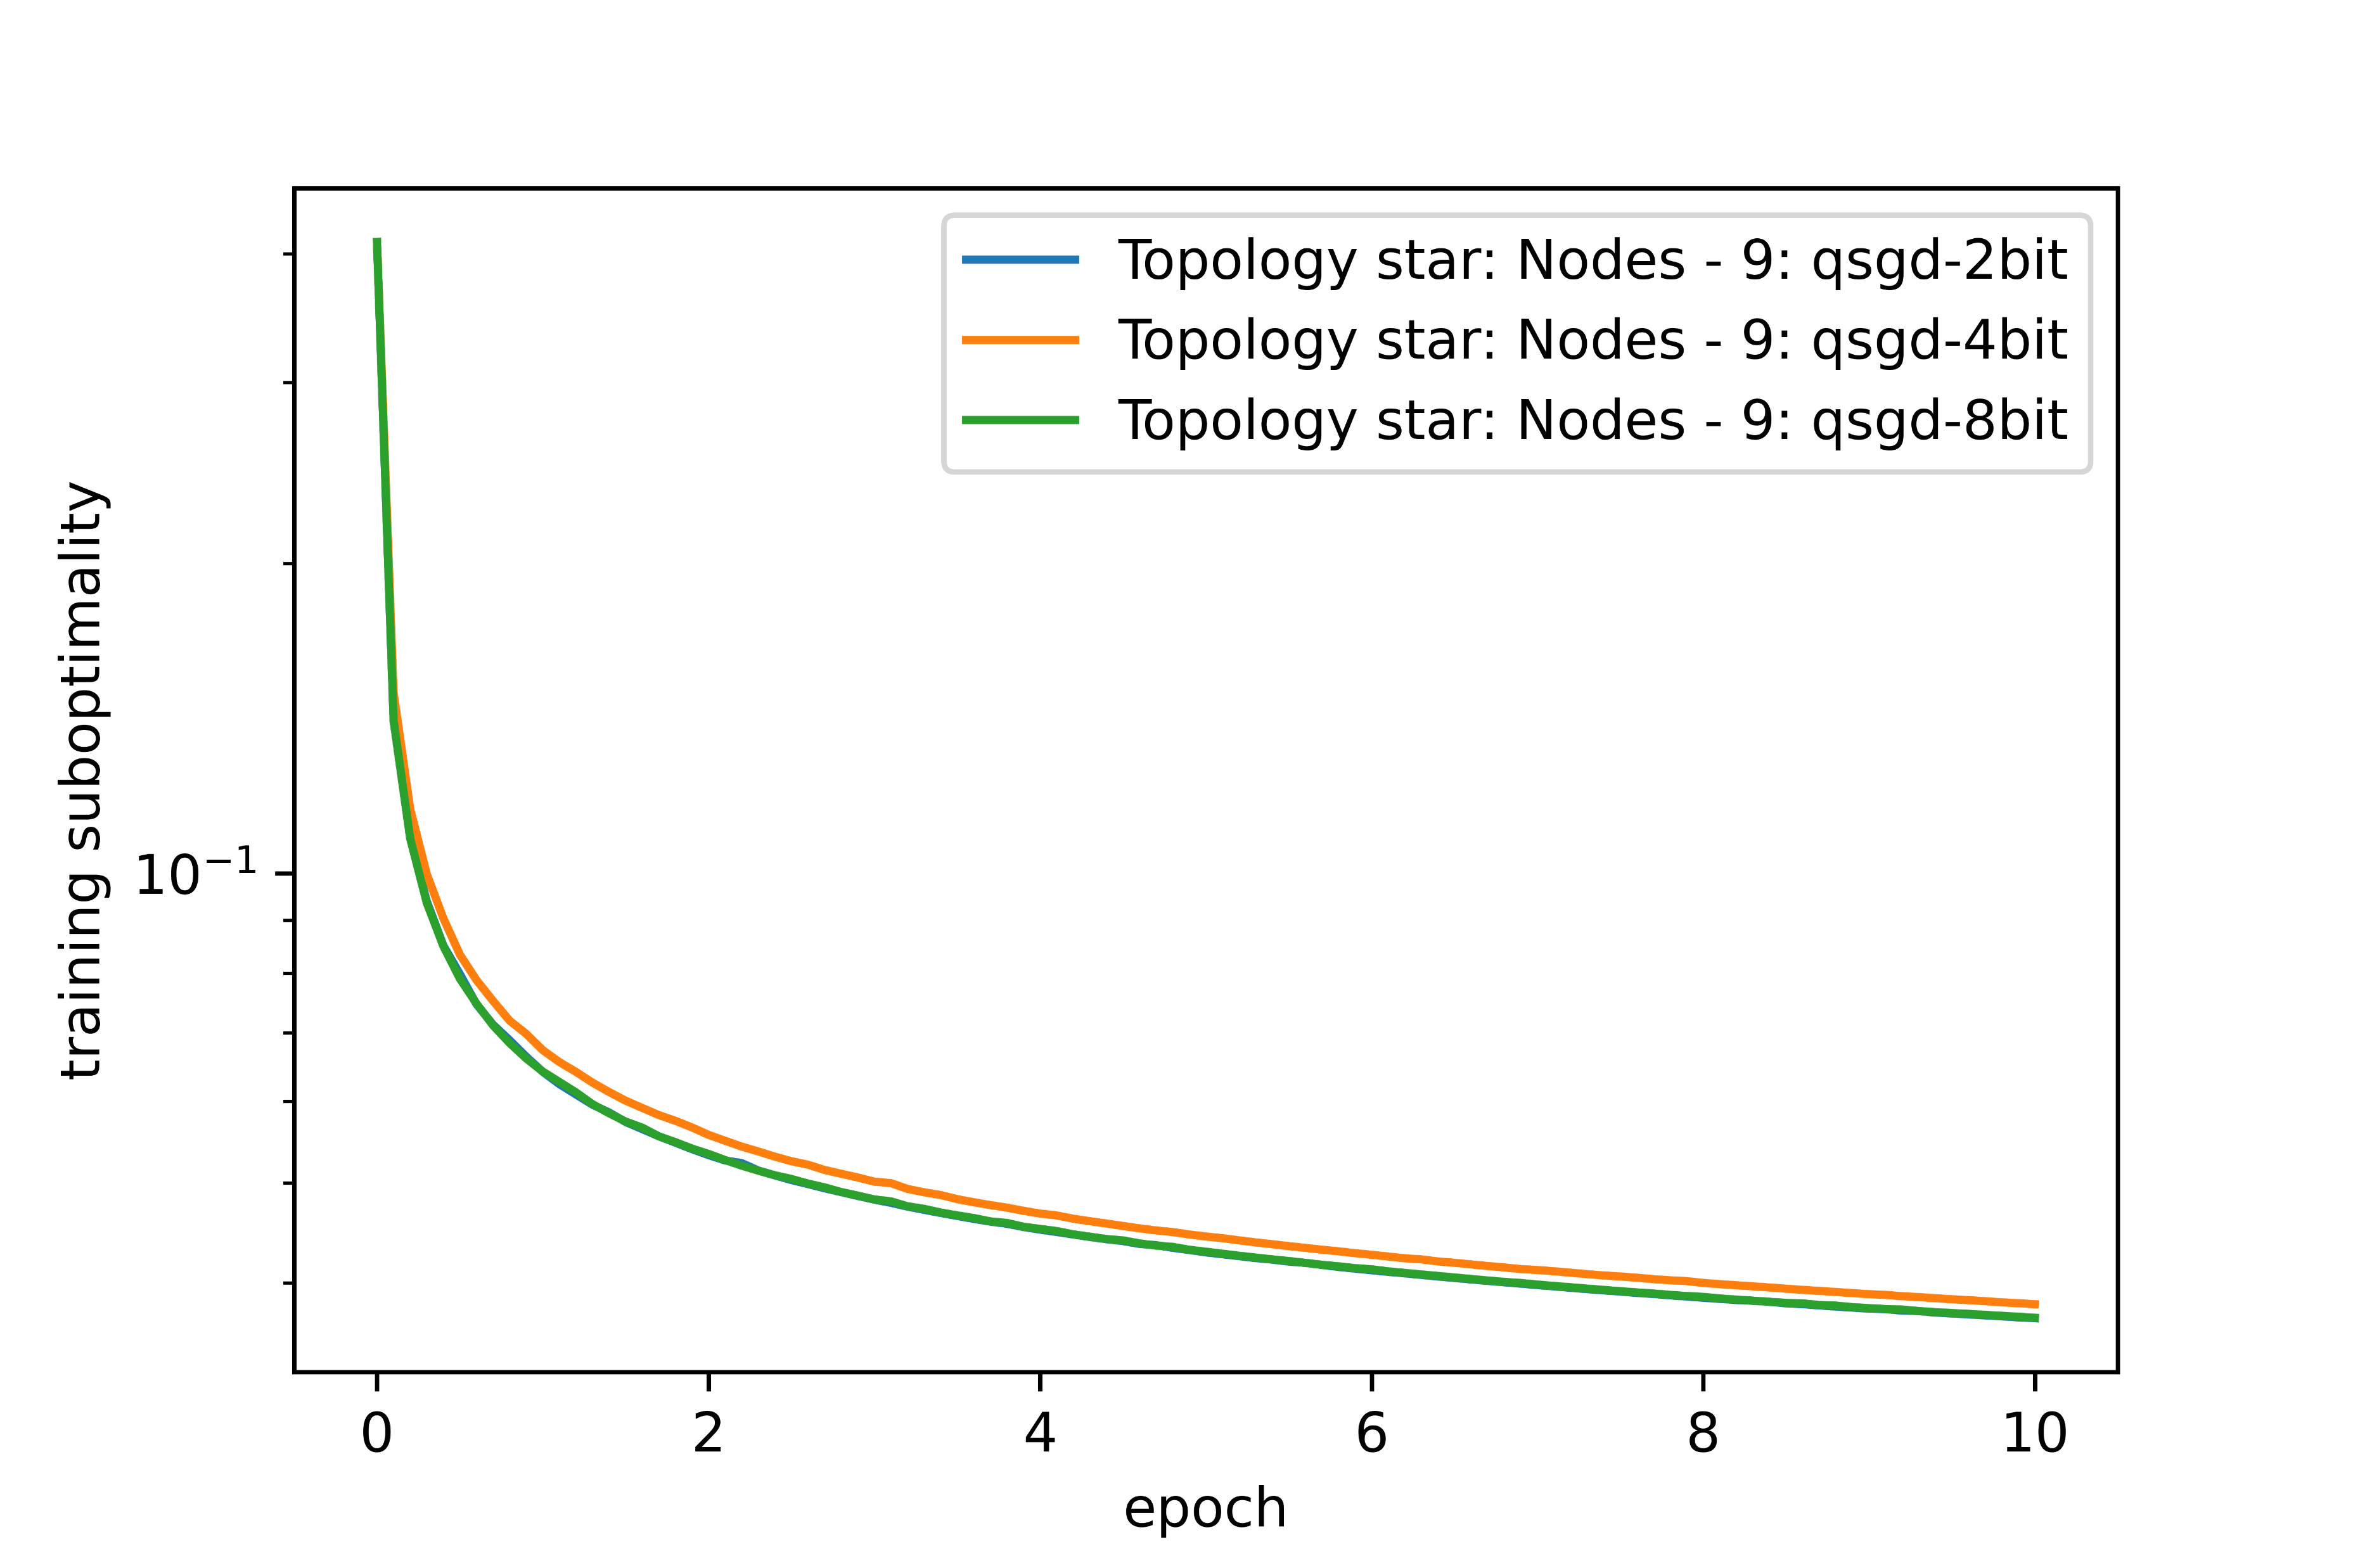 Topology star: Nodes - 9: qsgd-2bit
Topology star: Nodes - 9: qsgd-4bit
Topology star: Nodes - 9: qsgd-8bit
training suboptimality
10⁻¹
0 2 4 6 8 10
epoch